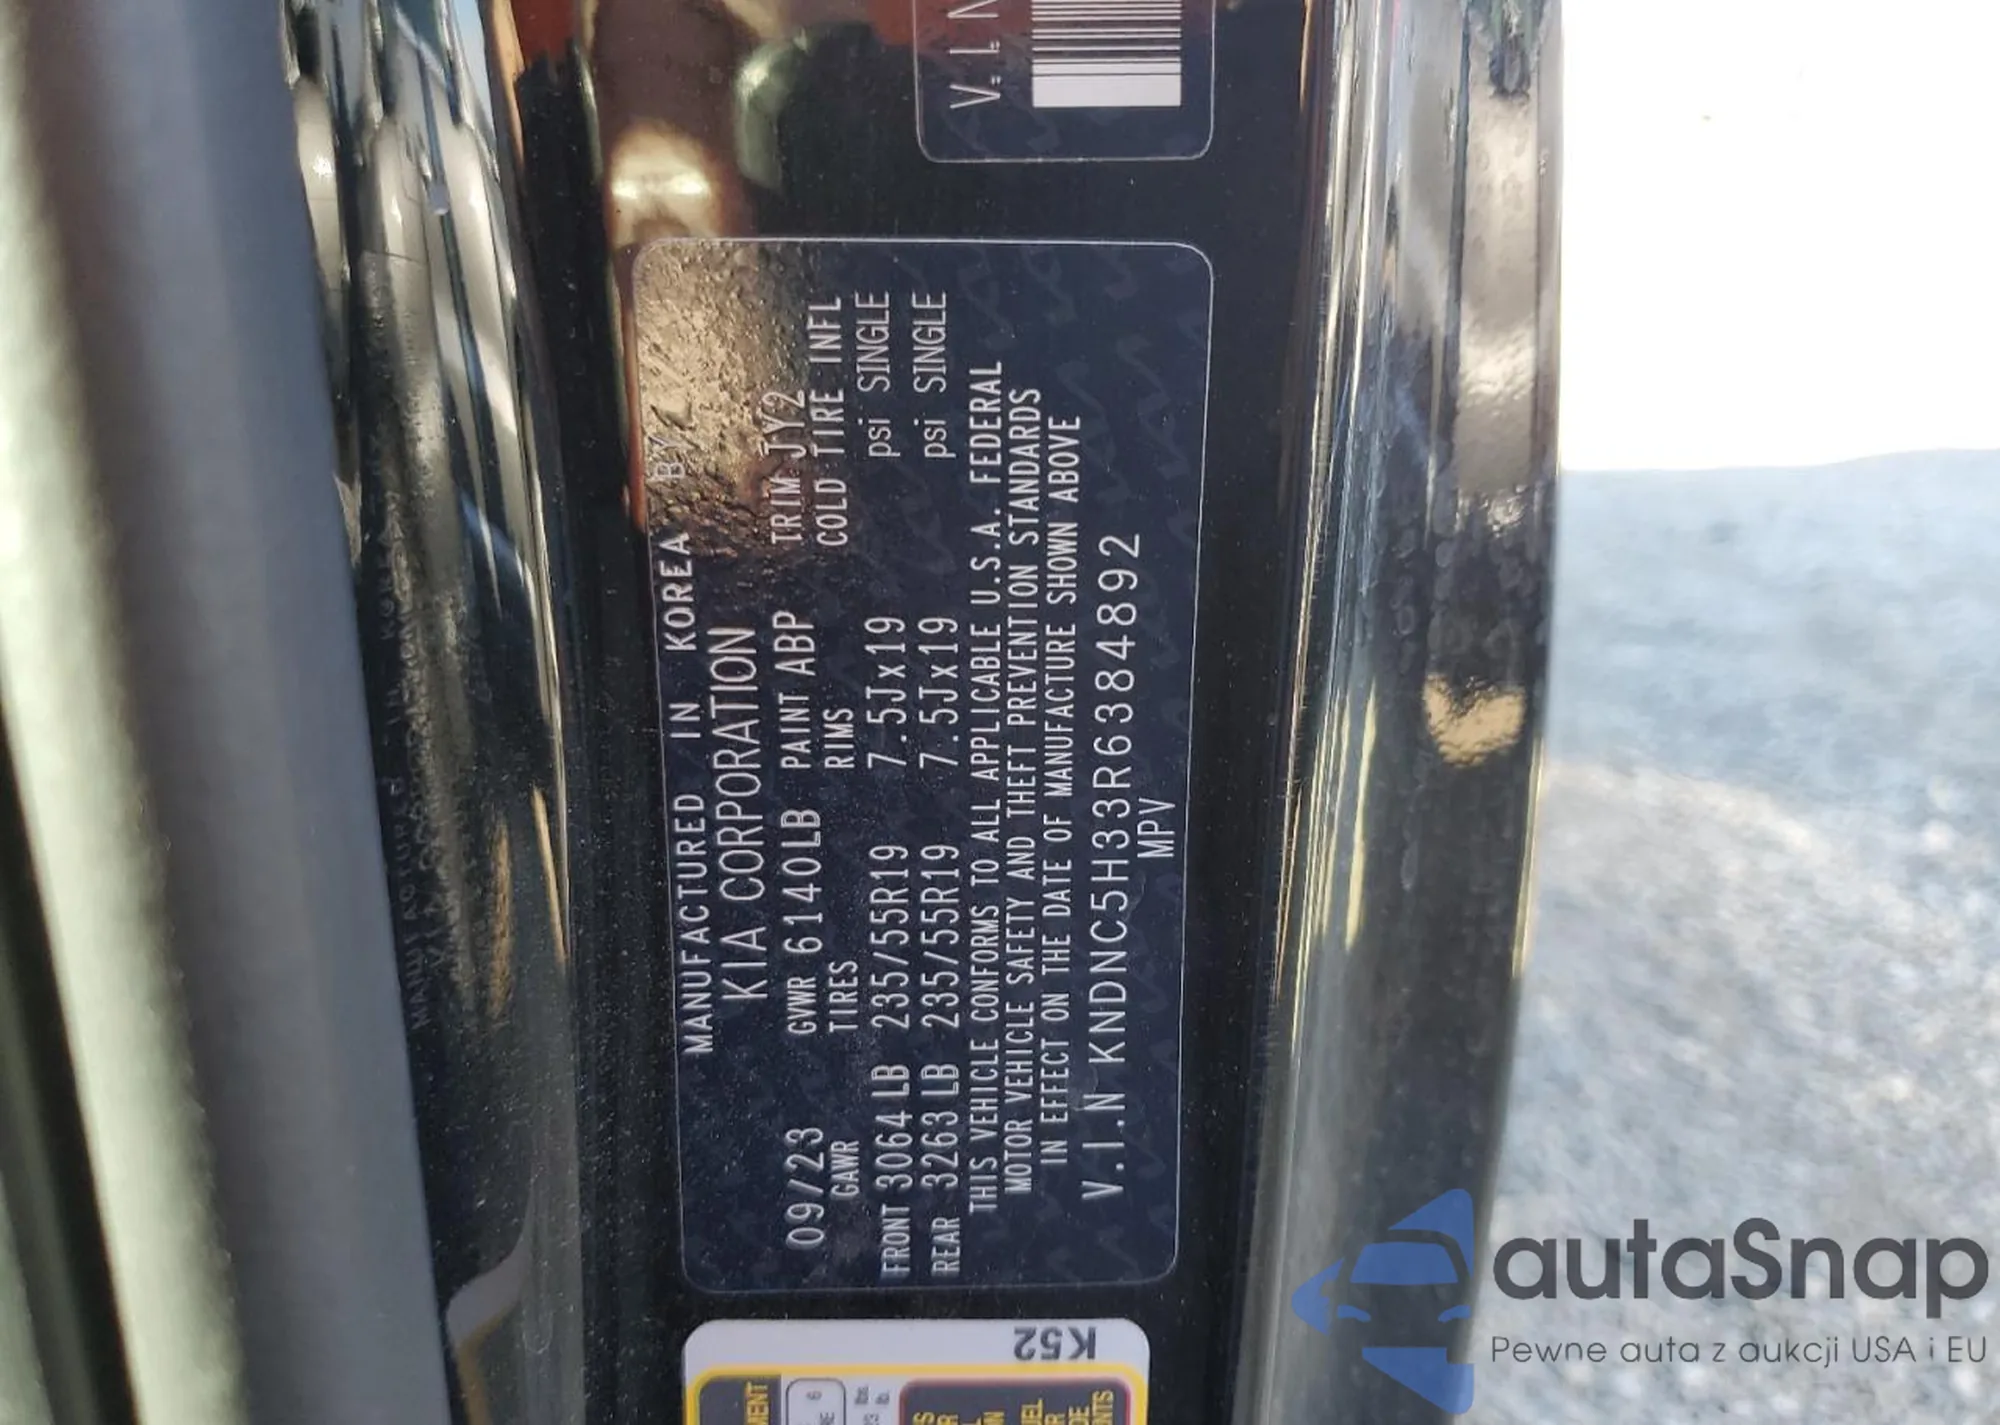 MANUFACTURED IN KOREA BY
KIA CORPORATION
09/23 GVWR 6140LB PAINT ABP TRIM JY2
GAWR TIRES RIMS COLD TIRE INFL
FRONT 3064 LB 235/55R19 7.5Jx19 psi SINGLE
REAR 3263 LB 235/55R19 7.5Jx19 psi SINGLE
THIS VEHICLE CONFORMS TO ALL APPLICABLE U.S.A. FEDERAL
MOTOR VEHICLE SAFETY AND THEFT PREVENTION STANDARDS
IN EFFECT ON THE DATE OF MANUFACTURE SHOWN ABOVE
V.I.N KNDNC5H33R6384892
MPV
V.I.N
K52
autaSnap
Pewne auta z aukcji USA i EU